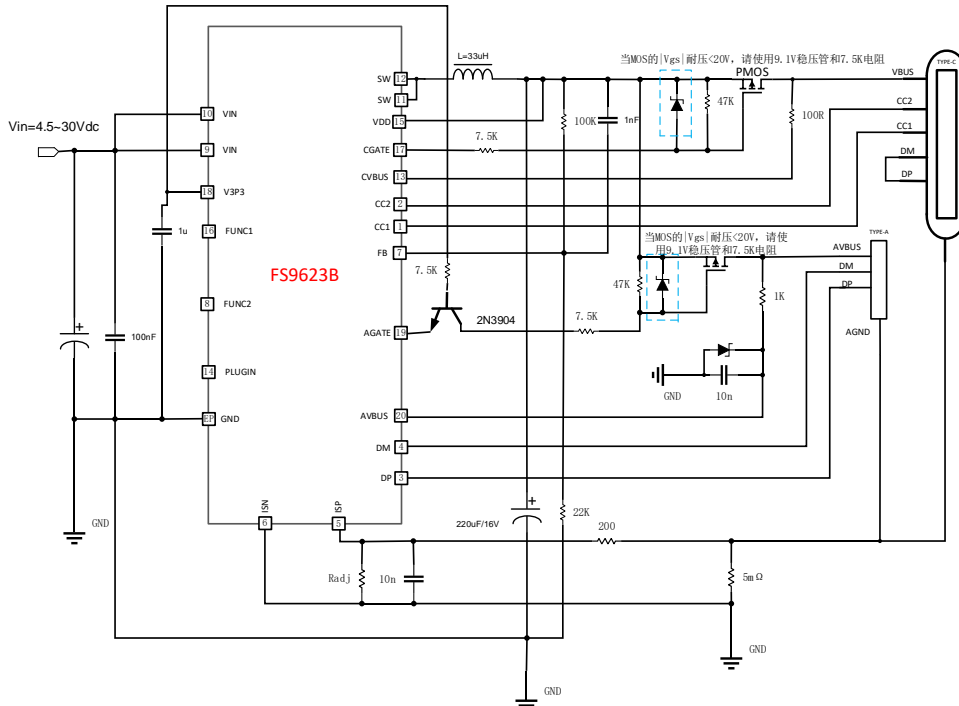 L=33uH
当MOS的|Vgs|耐压<20V, 请使用9.1V稳压管和7.5K电阻
PMOS
TYPE-C
VBUS
CC2
CC1
DM
DP
SW
12
SW
11
VDD
15
CGATE
17
CVBUS
13
CC2
2
CC1
1
FB
7
7.5K
100K
1nF
47K
100R
Vin=4.5~30Vdc
10
VIN
9
VIN
18
V3P3
16
FUNC1
1u
FS9623B
8
FUNC2
100nF
14
PLUGIN
EP
GND
GND
7.5K
2N3904
AGATE
19
7.5K
当MOS的|Vgs|耐压<20V, 请使
用9.1V稳压管和7.5K电阻
47K
1K
TYPE-A
AVBUS
DM
DP
AGND
GND
10n
AVBUS
20
DM
4
DP
3
ISN
6
ISP
5
220uF/16V
22K
200
Radj
10n
5mΩ
GND
GND